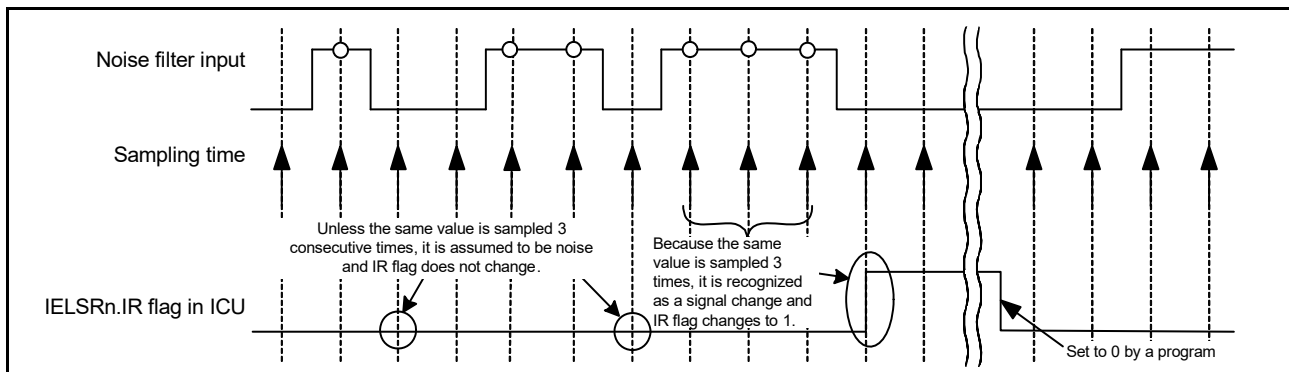 Noise filter input
Sampling time
Unless the same value is sampled 3
consecutive times, it is assumed to be noise
and IR flag does not change.
Because the same
value is sampled 3
times, it is recognized
as a signal change and
IR flag changes to 1.
IELSRn.IR flag in ICU
Set to 0 by a program